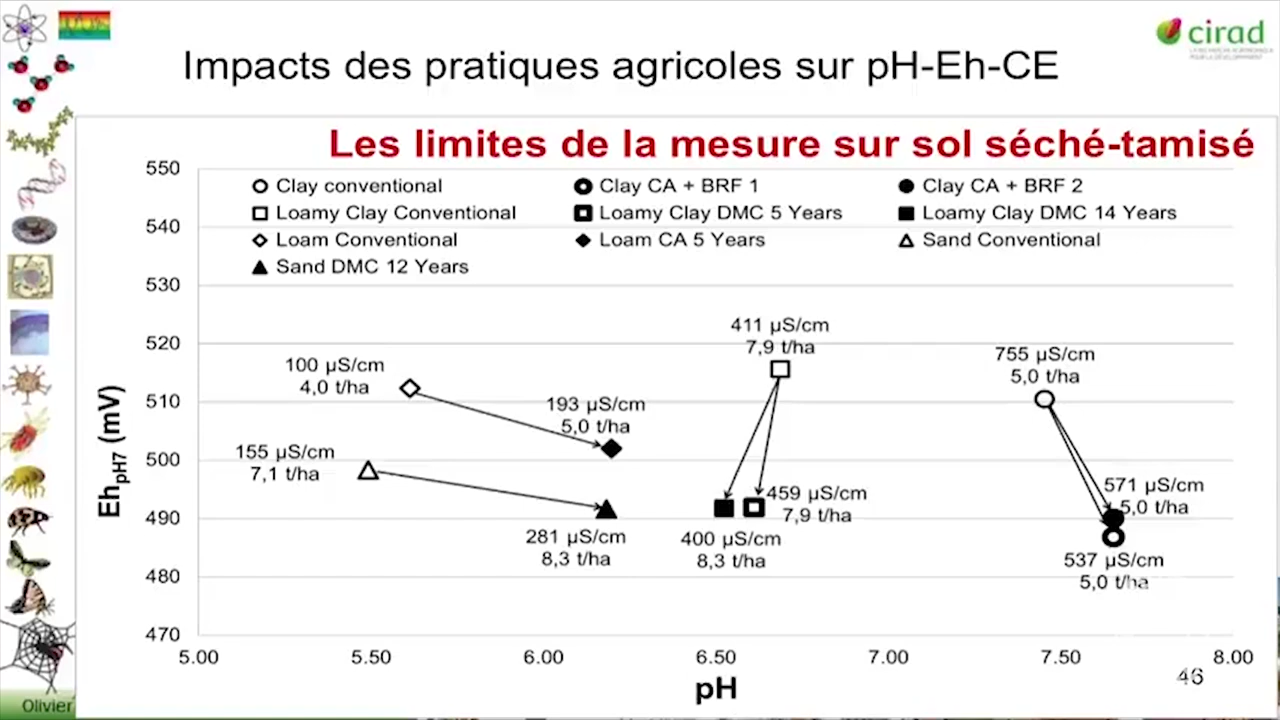 cirad
Impacts des pratiques agricoles sur pH-Eh-CE
Les limites de la mesure sur sol séché-tamisé
Clay conventional
Clay CA + BRF 1
Clay CA + BRF 2
Loamy Clay Conventional
Loamy Clay DMC 5 Years
Loamy Clay DMC 14 Years
Loam Conventional
Loam CA 5 Years
Sand Conventional
Sand DMC 12 Years
550
540
530
520
510
500
490
480
470
EhpH7 (mV)
411 µS/cm
7,9 t/ha
755 µS/cm
5,0 t/ha
100 µS/cm
4,0 t/ha
193 µS/cm
5,0 t/ha
155 µS/cm
7,1 t/ha
459 µS/cm
7,9 t/ha
571 µS/cm
5,0 t/ha
281 µS/cm
8,3 t/ha
400 µS/cm
8,3 t/ha
537 µS/cm
5,0 t/ha
5.00
5.50
6.00
6.50
7.00
7.50
8.00
pH
46
Olivier